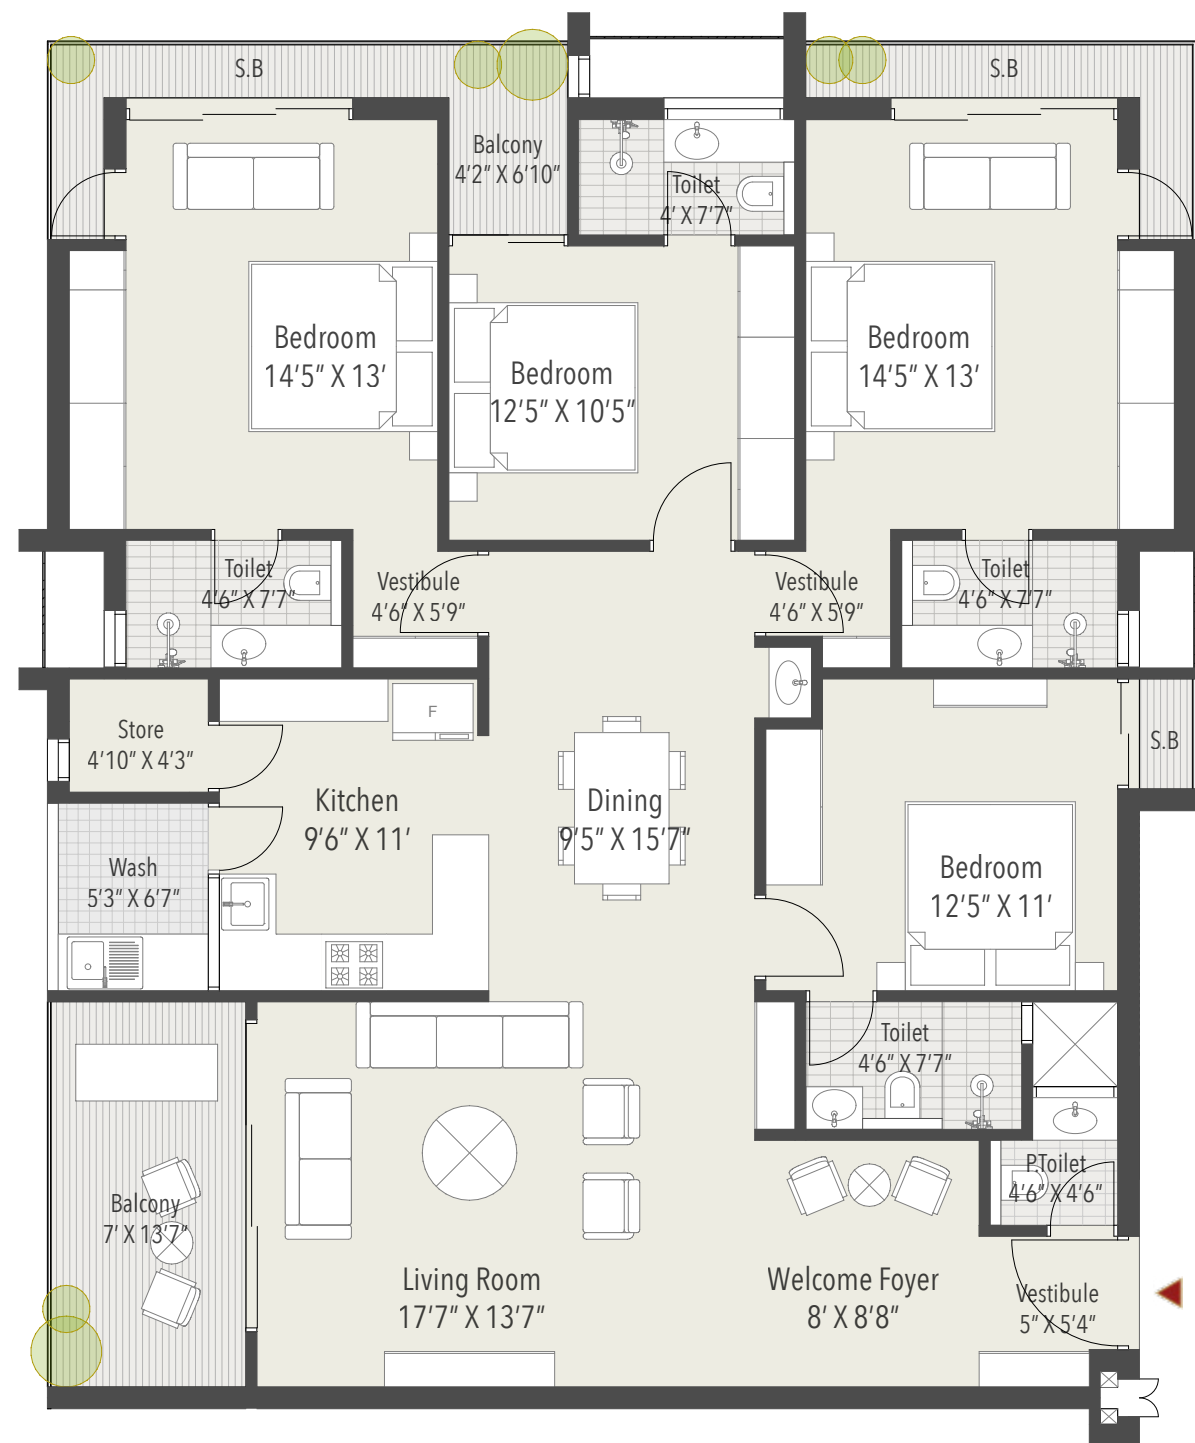 S.B
S.B
Balcony
4'2" X 6'10"
Toilet
4' X 7'7"
Bedroom
14'5" X 13'
Bedroom
12'5" X 10'5"
Bedroom
14'5" X 13'
Toilet
4'6" X 7'7"
Vestibule
4'6" X 5'9"
Vestibule
4'6" X 5'9"
Toilet
4'6" X 7'7"
Store
4'10" X 4'3"
F
S.B
Kitchen
9'6" X 11'
Dining
9'5" X 15'7"
Wash
5'3" X 6'7"
Bedroom
12'5" X 11'
Toilet
4'6" X 7'7"
P.Toilet
4'6" X 4'6"
Balcony
7' X 13'7"
Living Room
17'7" X 13'7"
Welcome Foyer
8' X 8'8"
Vestibule
5" X 5'4"